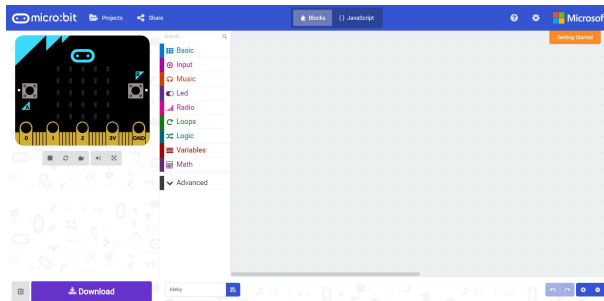 micro:bit Projects Share Blocks {} JavaScript Microsof
Getting Started
Search...
Basic
Input
Music
Led
Radio
Loops
Logic
Variables
Math
Advanced
A
B
0 1 2 3V GND
Download
blinky